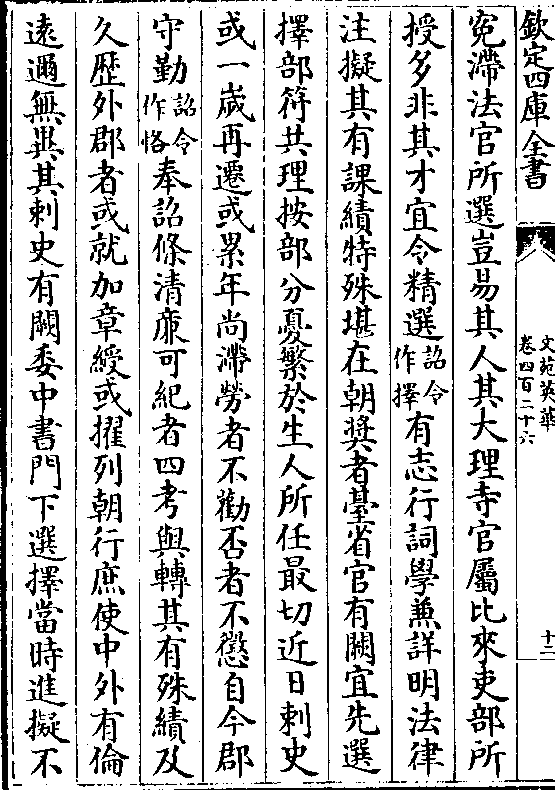 欽定四庫全書
文苑英華
卷四百二十六
十二
寃滯法官所選豈易其人其大理寺官屬比來吏部所
授多非其才宜令精選詔令作擇有志行詞學兼詳明法律
注擬其有課績特殊堪在朝奬者臺省官有闕宜先選
擇部符共理按部分憂繫於生人所任最切近日刺史
或一嵗再遷或累年尚滯勞者不勸否者不懲自今郡
守勤詔令作恪奉詔條清亷可紀者四考與轉其有殊績及
久歴外郡者或就加章綬或擢列朝行庶使中外有倫
逺邇無異其刺史有闕委中書門下選擇當時進擬不